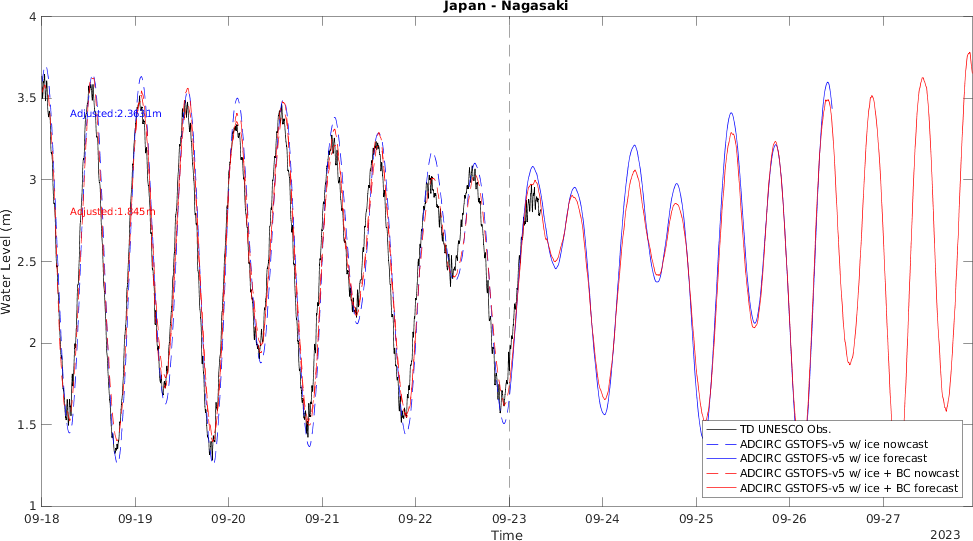 Japan - Nagasaki
4
3.5
3
2.5
2
1.5
1
Water Level (m)
Adjusted:2.3631m
Adjusted:1.845m
TD UNESCO Obs.
ADCIRC GSTOFS-v5 w/ ice nowcast
ADCIRC GSTOFS-v5 w/ ice forecast
ADCIRC GSTOFS-v5 w/ ice + BC nowcast
ADCIRC GSTOFS-v5 w/ ice + BC forecast
09-18 09-19 09-20 09-21 09-22 09-23 09-24 09-25 09-26 09-27
Time
2023